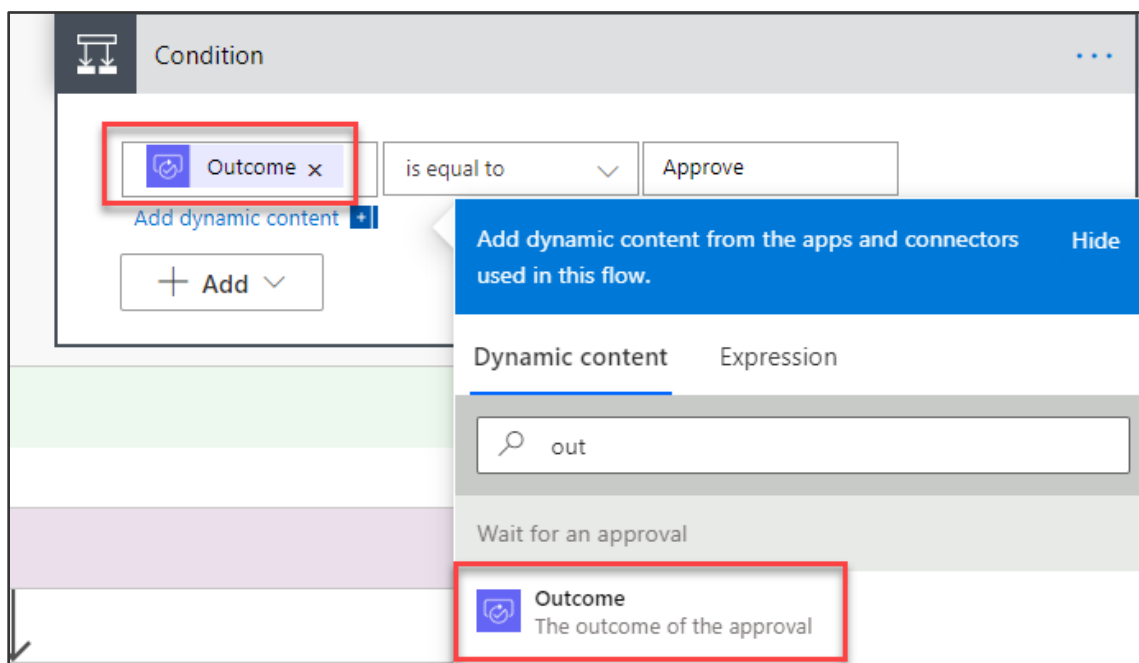 Condition
Outcome x
is equal to
Approve
Add dynamic content
Add
Add dynamic content from the apps and connectors
used in this flow.
Hide
Dynamic content
Expression
out
Wait for an approval
Outcome
The outcome of the approval